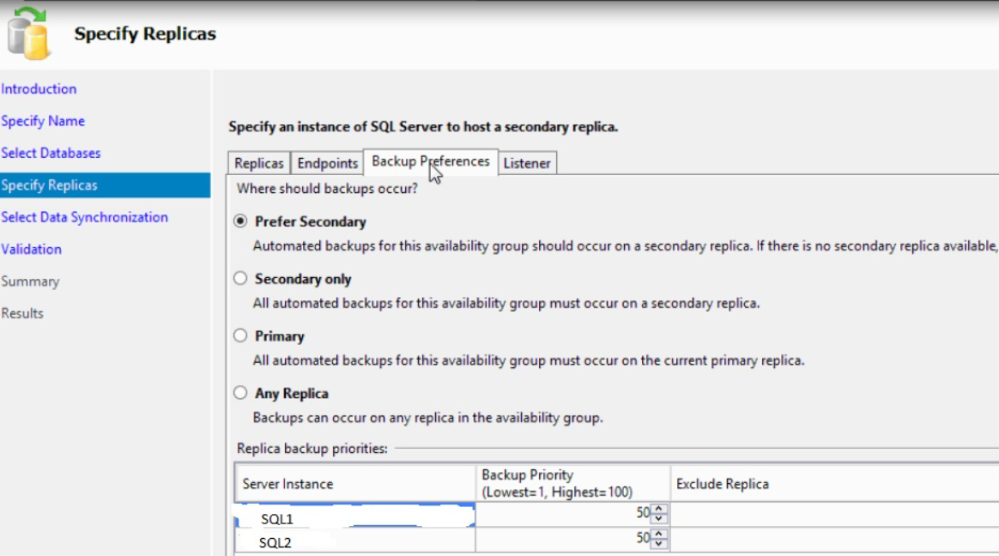 Specify Replicas
Introduction
Specify Name
Select Databases
Specify Replicas
Select Data Synchronization
Validation
Summary
Results
Specify an instance of SQL Server to host a secondary replica.
Replicas Endpoints Backup Preferences Listener
Where should backups occur?
Prefer Secondary
Automated backups for this availability group should occur on a secondary replica. If there is no secondary replica available,
Secondary only
All automated backups for this availability group must occur on a secondary replica.
Primary
All automated backups for this availability group must occur on the current primary replica.
Any Replica
Backups can occur on any replica in the availability group.
Replica backup priorities:
Server Instance Backup Priority (Lowest=1, Highest=100) Exclude Replica
SQL1 50
SQL2 50